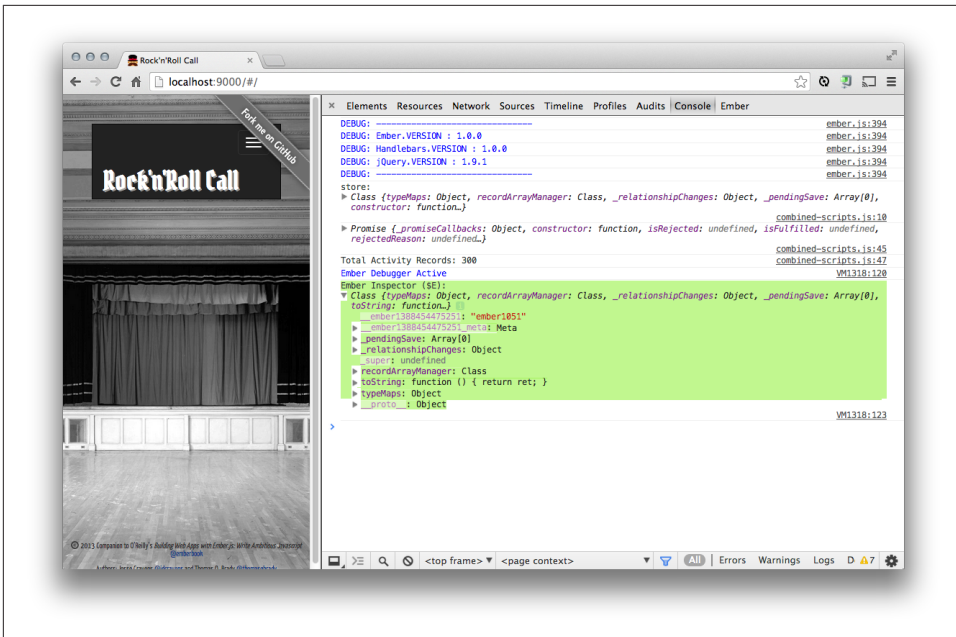 Rock'n'Roll Call
localhost:9000/#/
Fork me on GitHub
Rock'n'Roll Call
© 2013 Companion to O'Reilly's Building Web Apps with Ember.js: Write Ambitious Javascript
@emberbook
× Elements Resources Network Sources Timeline Profiles Audits Console Ember
DEBUG: ------------------------------- ember.js:394
DEBUG: Ember.VERSION : 1.0.0 ember.js:394
DEBUG: Handlebars.VERSION : 1.0.0 ember.js:394
DEBUG: jQuery.VERSION : 1.9.1 ember.js:394
DEBUG: ------------------------------- ember.js:394
store:
▶ Class {typeMaps: Object, recordArrayManager: Class, _relationshipChanges: Object, _pendingSave: Array[0],
constructor: function…}
combined-scripts.js:10
▶ Promise {_promiseCallbacks: Object, constructor: function, isRejected: undefined, isFulfilled: undefined,
rejectedReason: undefined…}
combined-scripts.js:45
Total Activity Records: 300 combined-scripts.js:47
Ember Debugger Active VM1318:120
Ember Inspector ($E):
▼ Class {typeMaps: Object, recordArrayManager: Class, _relationshipChanges: Object, _pendingSave: Array[0],
toString: function…}
__ember1388454475251: "ember1051"
▶ __ember1388454475251_meta: Meta
▶ _pendingSave: Array[0]
▶ _relationshipChanges: Object
_super: undefined
▶ recordArrayManager: Class
▶ toString: function () { return ret; }
▶ typeMaps: Object
▶ __proto__: Object
VM1318:123
>
<top frame> ▼ <page context> ▼ All | Errors Warnings Logs D 7